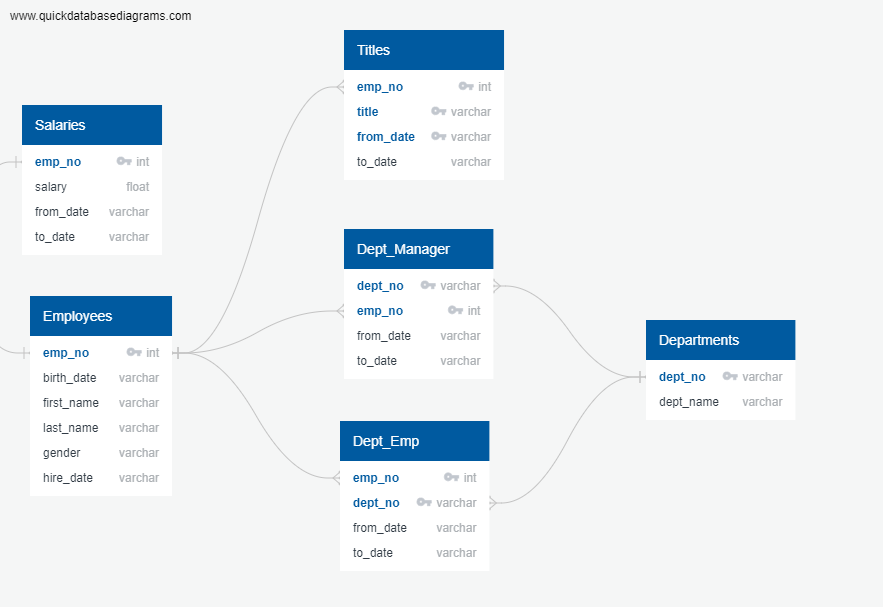 www.quickdatabasediagrams.com
Titles
emp_no int
title varchar
from_date varchar
to_date varchar
Salaries
emp_no int
salary float
from_date varchar
to_date varchar
Dept_Manager
dept_no varchar
emp_no int
from_date varchar
to_date varchar
Employees
emp_no int
birth_date varchar
first_name varchar
last_name varchar
gender varchar
hire_date varchar
Departments
dept_no varchar
dept_name varchar
Dept_Emp
emp_no int
dept_no varchar
from_date varchar
to_date varchar